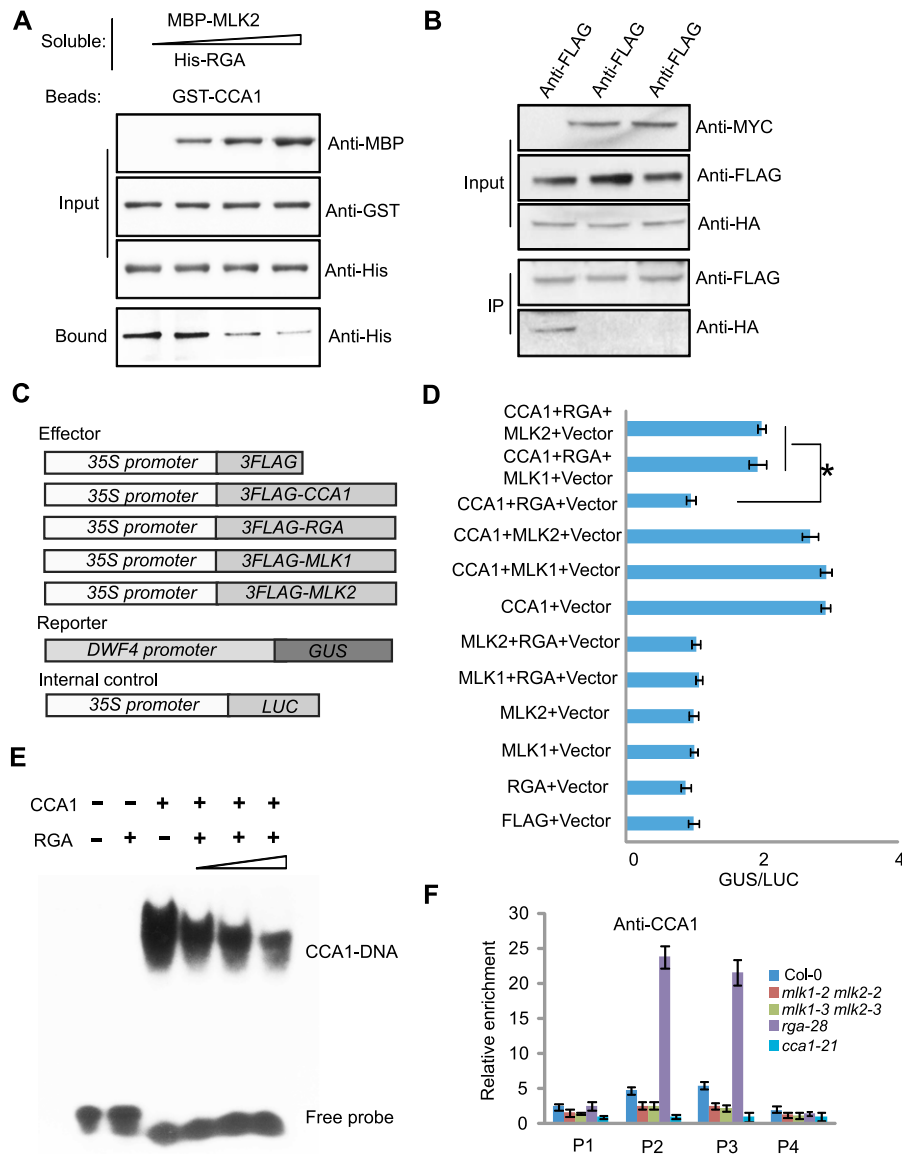 A
Soluble:
MBP-MLK2
His-RGA
Beads:
GST-CCA1
Input
Anti-MBP
Anti-GST
Anti-His
Bound
Anti-His
B
Anti-FLAG
Anti-FLAG
Anti-FLAG
Input
Anti-MYC
Anti-FLAG
Anti-HA
IP
Anti-FLAG
Anti-HA
C
Effector
35S promoter 3FLAG
35S promoter 3FLAG-CCA1
35S promoter 3FLAG-RGA
35S promoter 3FLAG-MLK1
35S promoter 3FLAG-MLK2
Reporter
DWF4 promoter GUS
Internal control
35S promoter LUC
D
CCA1+RGA+
MLK2+Vector
CCA1+RGA+
MLK1+Vector
CCA1+RGA+Vector
CCA1+MLK2+Vector
CCA1+MLK1+Vector
CCA1+Vector
MLK2+RGA+Vector
MLK1+RGA+Vector
MLK2+Vector
MLK1+Vector
RGA+Vector
FLAG+Vector
*
0 2 4
GUS/LUC
E
CCA1 – – + + + +
RGA – + – + + +
CCA1-DNA
Free probe
F
Anti-CCA1
Relative enrichment
30
25
20
15
10
5
0
Col-0
mlk1-2 mlk2-2
mlk1-3 mlk2-3
rga-28
cca1-21
P1 P2 P3 P4